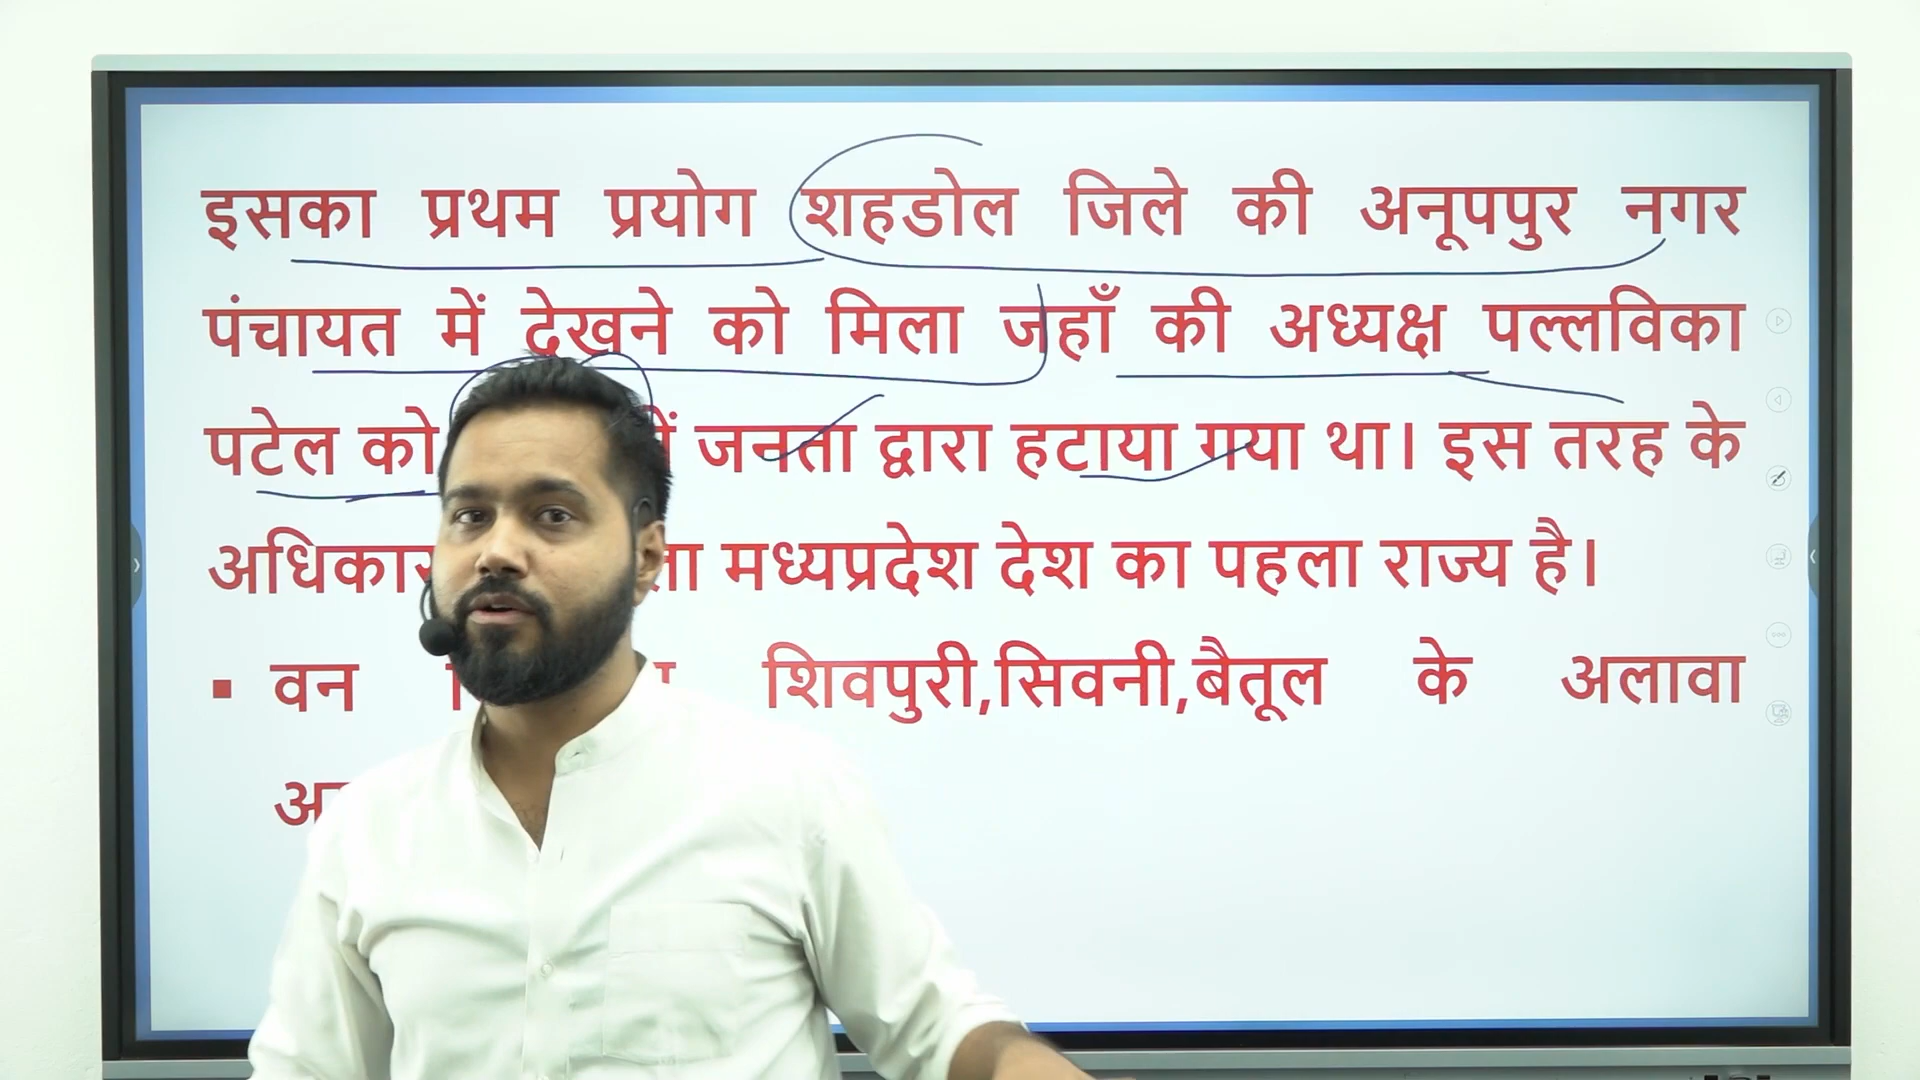 इसका प्रथम प्रयोग शहडोल जिले की अनूपपुर नगर
पंचायत में देखने को मिला जहाँ की अध्यक्ष पल्लविका
पटेल को जनता द्वारा हटाया गया था। इस तरह के
मध्यप्रदेश देश का पहला राज्य है।
▪ वन शिवपुरी,सिवनी,बैतूल के अलावा